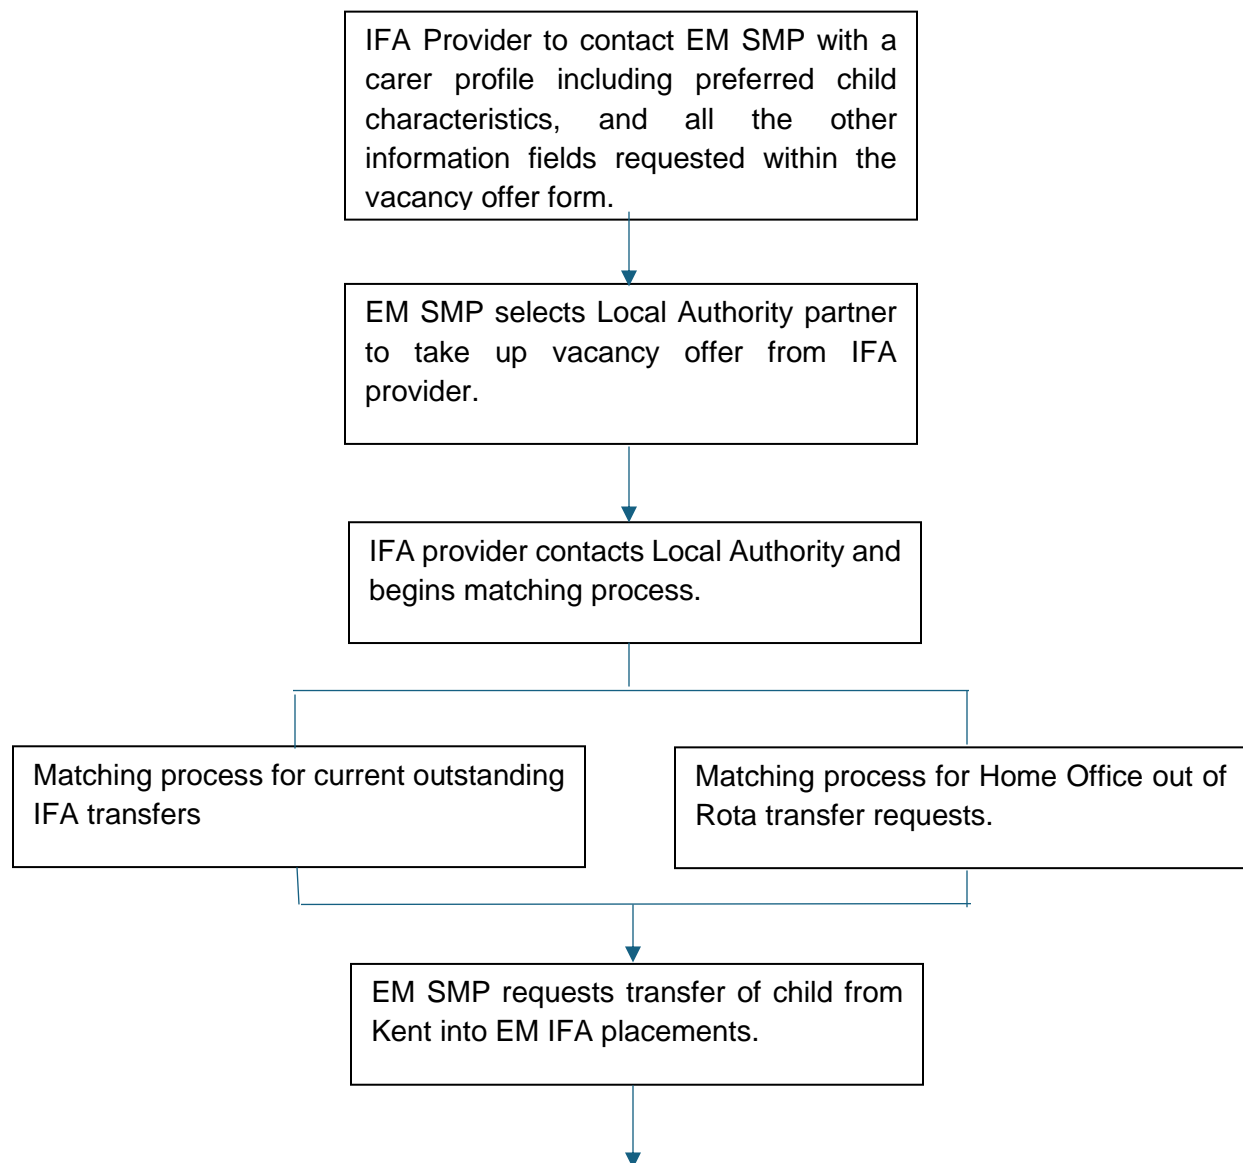 IFA Provider to contact EM SMP with a
carer profile including preferred child
characteristics, and all the other
information fields requested within the
vacancy offer form.
EM SMP selects Local Authority partner
to take up vacancy offer from IFA
provider.
IFA provider contacts Local Authority and
begins matching process.
Matching process for current outstanding
IFA transfers
Matching process for Home Office out of
Rota transfer requests.
EM SMP requests transfer of child from
Kent into EM IFA placements.